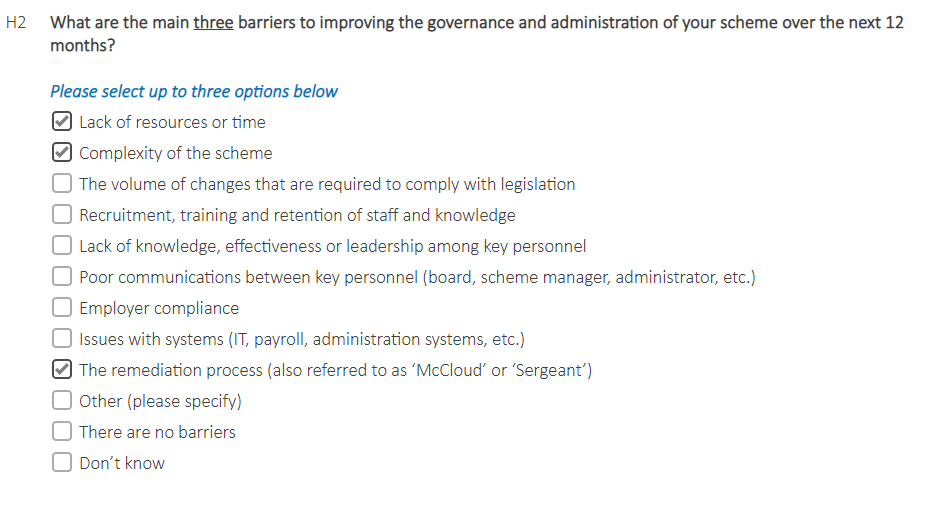 H2 What are the main three barriers to improving the governance and administration of your scheme over the next 12
months?
Please select up to three options below
Lack of resources or time
Complexity of the scheme
The volume of changes that are required to comply with legislation
Recruitment, training and retention of staff and knowledge
Lack of knowledge, effectiveness or leadership among key personnel
Poor communications between key personnel (board, scheme manager, administrator, etc.)
Employer compliance
Issues with systems (IT, payroll, administration systems, etc.)
The remediation process (also referred to as ‘McCloud’ or ‘Sergeant’)
Other (please specify)
There are no barriers
Don’t know